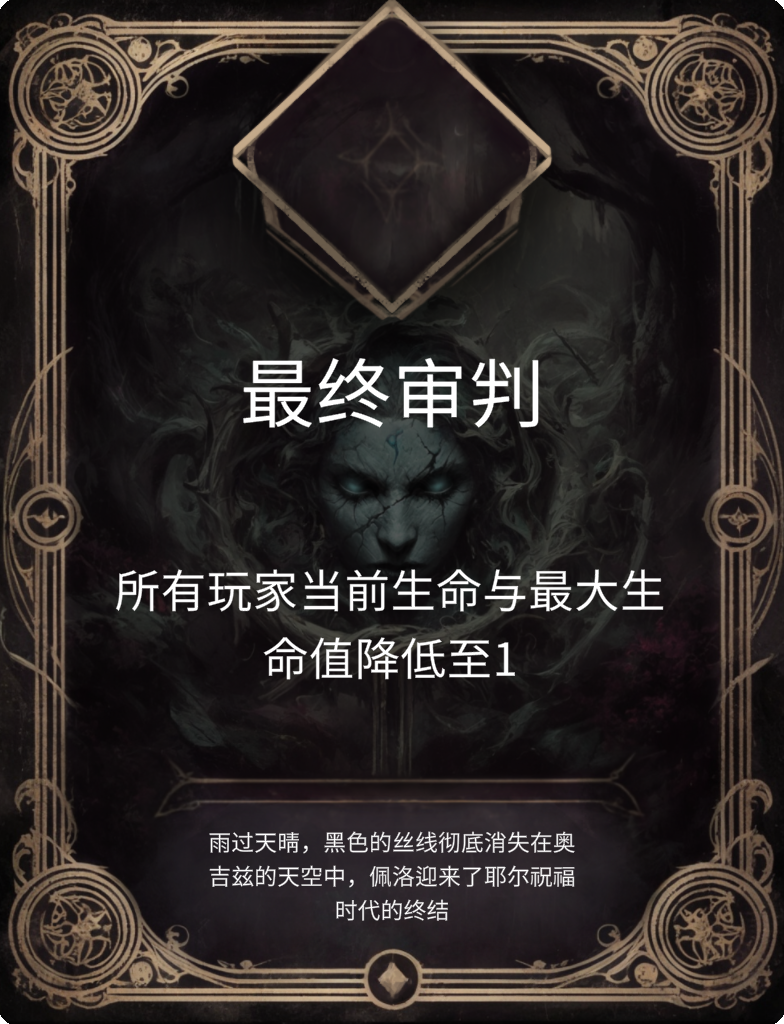 最终审判
所有玩家当前生命与最大生
命值降低至1
雨过天晴，黑色的丝线彻底消失在奥
吉兹的天空中，佩洛迎来了耶尔祝福
时代的终结